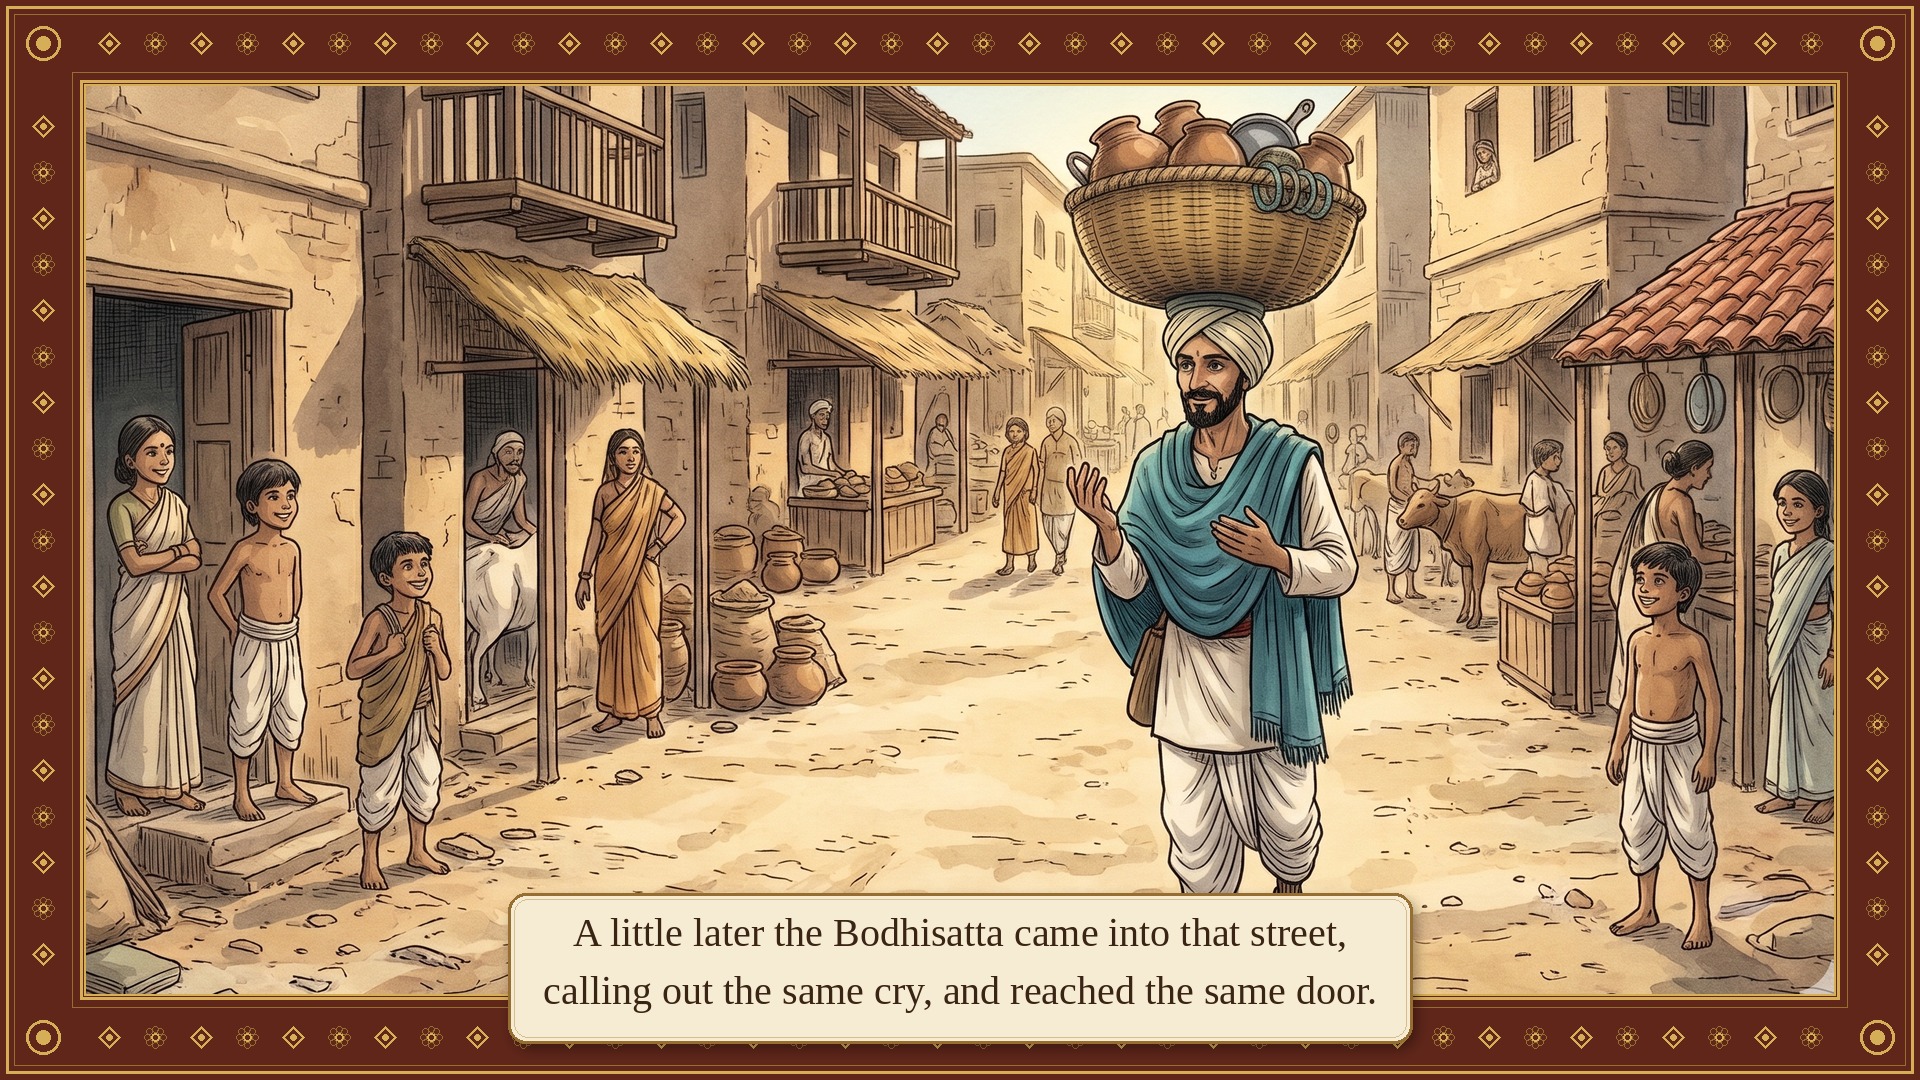 A little later the Bodhisatta came into that street,
calling out the same cry, and reached the same door.